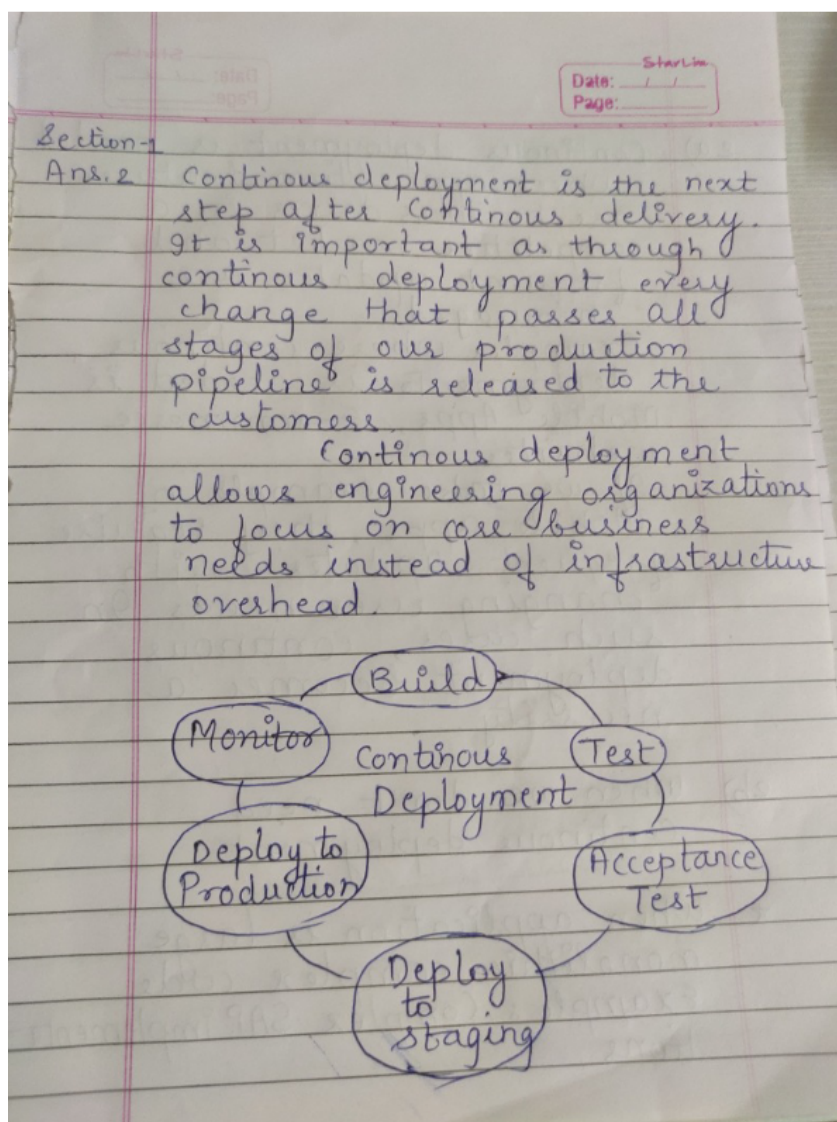 StarLine
Date: / /
Page:
Section-1
Ans.2 Continous deployment is the next
step after continous delivery.
It is important as through
continous deployment every
change that passes all
stages of our production
pipeline is released to the
customers.
Continous deployment
allows engineering organizations
to focus on core business
needs instead of infrastructure
overhead.
Build
Monitor
Continous
Deployment
Test
Deploy to
Production
Acceptance
Test
Deploy
to
staging